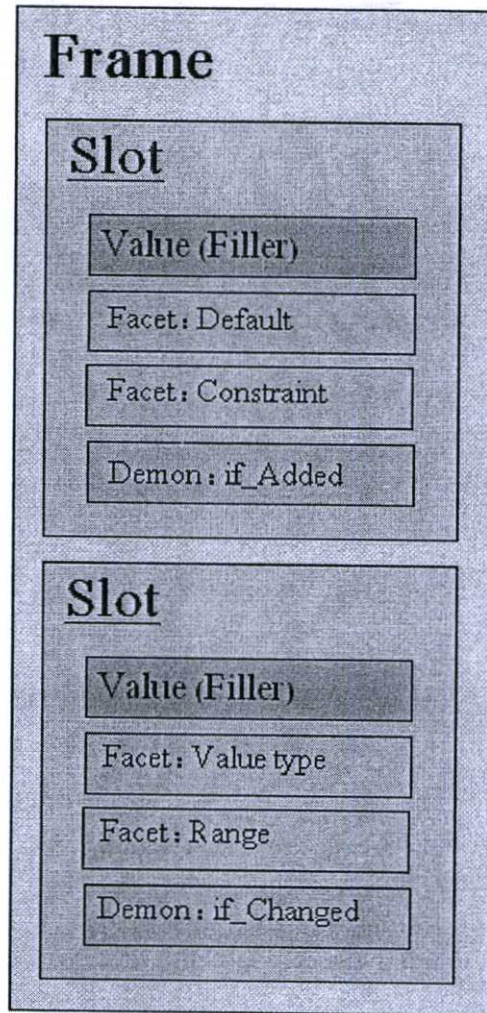 Frame
Slot
Value (Filler)
Facet: Default
Facet: Constraint
Demon: if_Added
Slot
Value (Filler)
Facet: Value type
Facet: Range
Demon: if_Changed